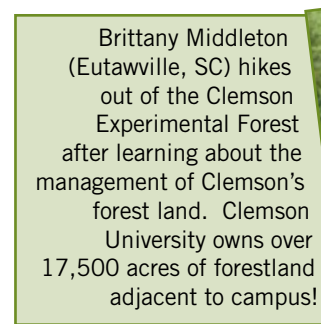 Brittany Middleton
(Eutawville, SC) hikes
out of the Clemson
Experimental Forest
after learning about the
management of Clemson's
forest land.  Clemson
University owns over
17,500 acres of forestland
adjacent to campus!